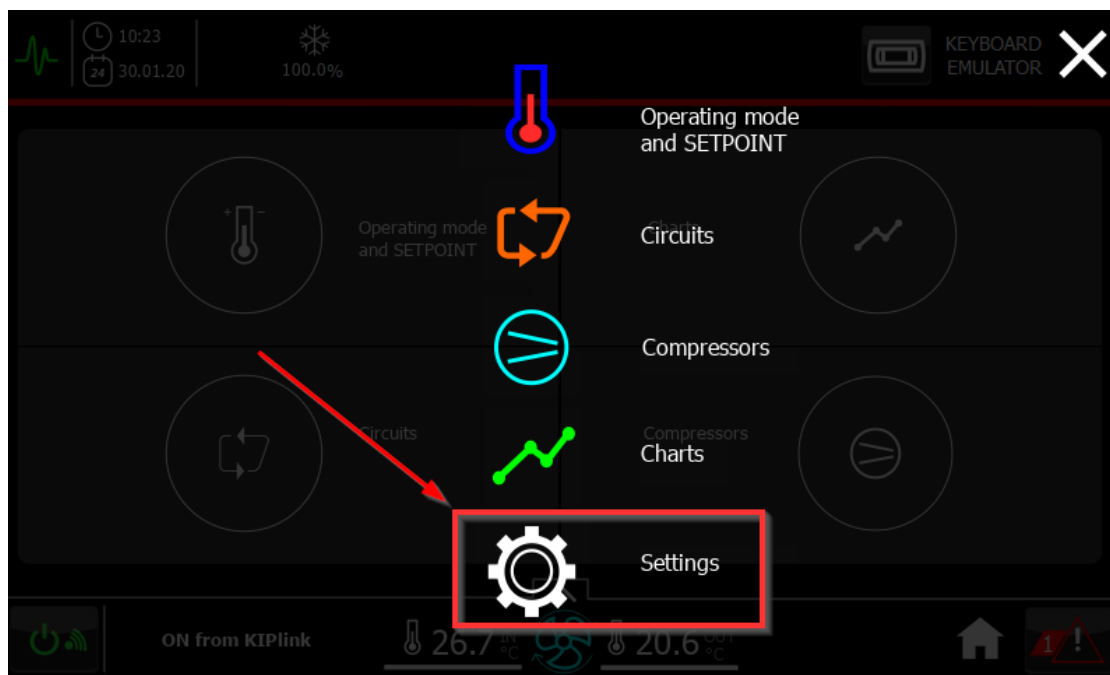 10:23
24 30.01.20
100.0%
KEYBOARD
EMULATOR
Operating mode
and SETPOINT
Operating mode
and SETPOINT
Charts
Circuits
Compressors
Circuits
Compressors
Charts
Settings
ON from KIPlink
26.7 IN °C
20.6 OUT °C
1 !